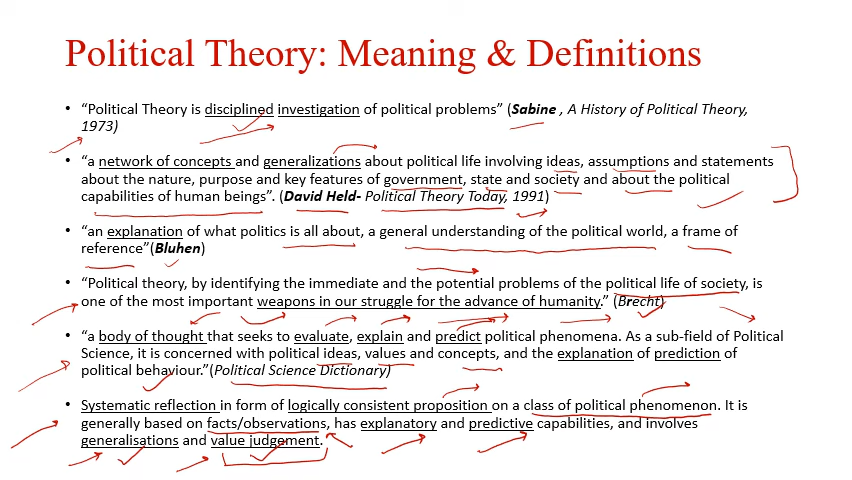 Political Theory: Meaning & Definitions
• “Political Theory is disciplined investigation of political problems” (Sabine , A History of Political Theory,
1973)
• “a network of concepts and generalizations about political life involving ideas, assumptions and statements
about the nature, purpose and key features of government, state and society and about the political
capabilities of human beings”. (David Held- Political Theory Today, 1991)
• “an explanation of what politics is all about, a general understanding of the political world, a frame of
reference”(Bluhen)
• “Political theory, by identifying the immediate and the potential problems of the political life of society, is
one of the most important weapons in our struggle for the advance of humanity.” (Brecht)
• “a body of thought that seeks to evaluate, explain and predict political phenomena. As a sub-field of Political
Science, it is concerned with political ideas, values and concepts, and the explanation of prediction of
political behaviour.”(Political Science Dictionary)
• Systematic reflection in form of logically consistent proposition on a class of political phenomenon. It is
generally based on facts/observations, has explanatory and predictive capabilities, and involves
generalisations and value judgement.